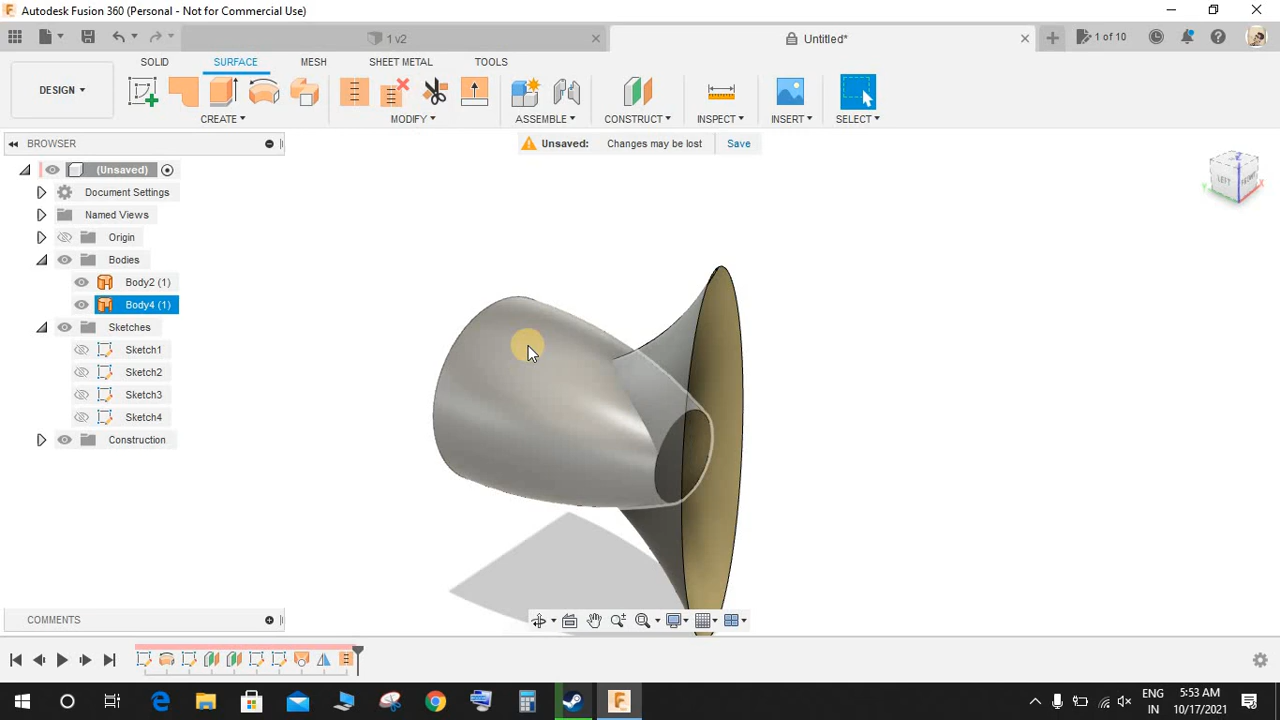 Autodesk Fusion 360 (Personal - Not for Commercial Use)
1 v2
Untitled*
1 of 10
SOLID
SURFACE
MESH
SHEET METAL
TOOLS
DESIGN
CREATE
MODIFY
ASSEMBLE
CONSTRUCT
INSPECT
INSERT
SELECT
BROWSER
Unsaved: Changes may be lost Save
(Unsaved)
Document Settings
Named Views
Origin
Bodies
Body2 (1)
Body4 (1)
Sketches
Sketch1
Sketch2
Sketch3
Sketch4
Construction
LEFT
COMMENTS
ENG
IN
5:53 AM
10/17/2021